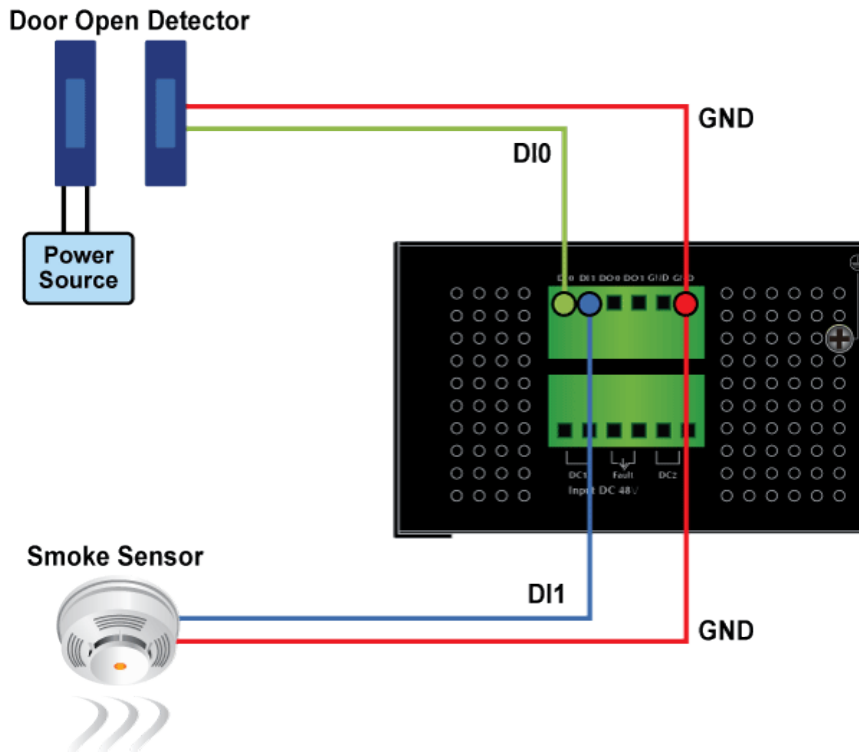 Door Open Detector
GND
DI0
Power
Source
DI0 DI1 DO0 DO1 GND GND
DC1 Fault DC2
Input DC 48V
Smoke Sensor
DI1
GND